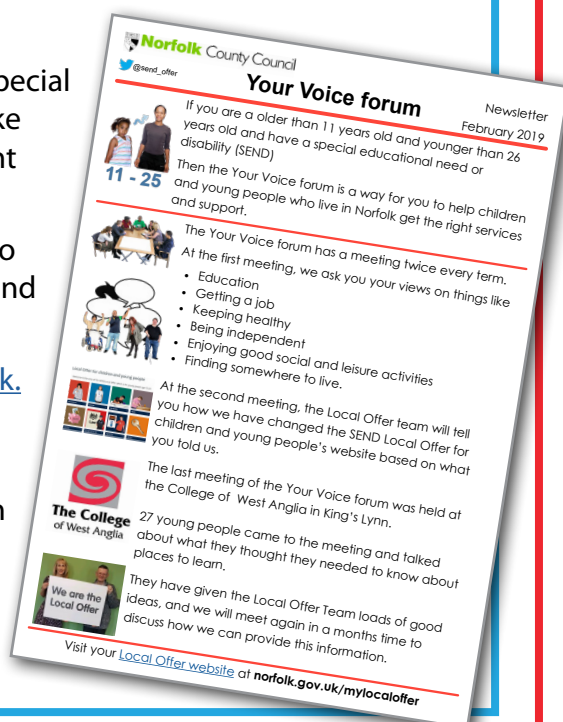 pecial
ke
nt
o
nd
k.
n
Norfolk County Council
@send_offer
Your Voice forum
Newsletter
February 2019
If you are a older than 11 years old and younger than 26
years old and have a special educational need or
disability (SEND)
11 - 25
Then the Your Voice forum is a way for you to help children
and young people who live in Norfolk get the right services
and support.
The Your Voice forum has a meeting twice every term.
At the first meeting, we ask you your views on things like
• Education
• Getting a job
• Keeping healthy
• Being independent
• Enjoying good social and leisure activities
• Finding somewhere to live.
At the second meeting, the Local Offer team will tell
you how we have changed the SEND Local Offer for
children and young people's website based on what
you told us.
The last meeting of the Your Voice forum was held at
the College of West Anglia in King's Lynn.
The College
of West Anglia
27 young people came to the meeting and talked
about what they thought they needed to know about
places to learn.
We are the
Local Offer
They have given the Local Offer Team loads of good
ideas, and we will meet again in a months time to
discuss how we can provide this information.
Visit your Local Offer website at norfolk.gov.uk/mylocaloffer